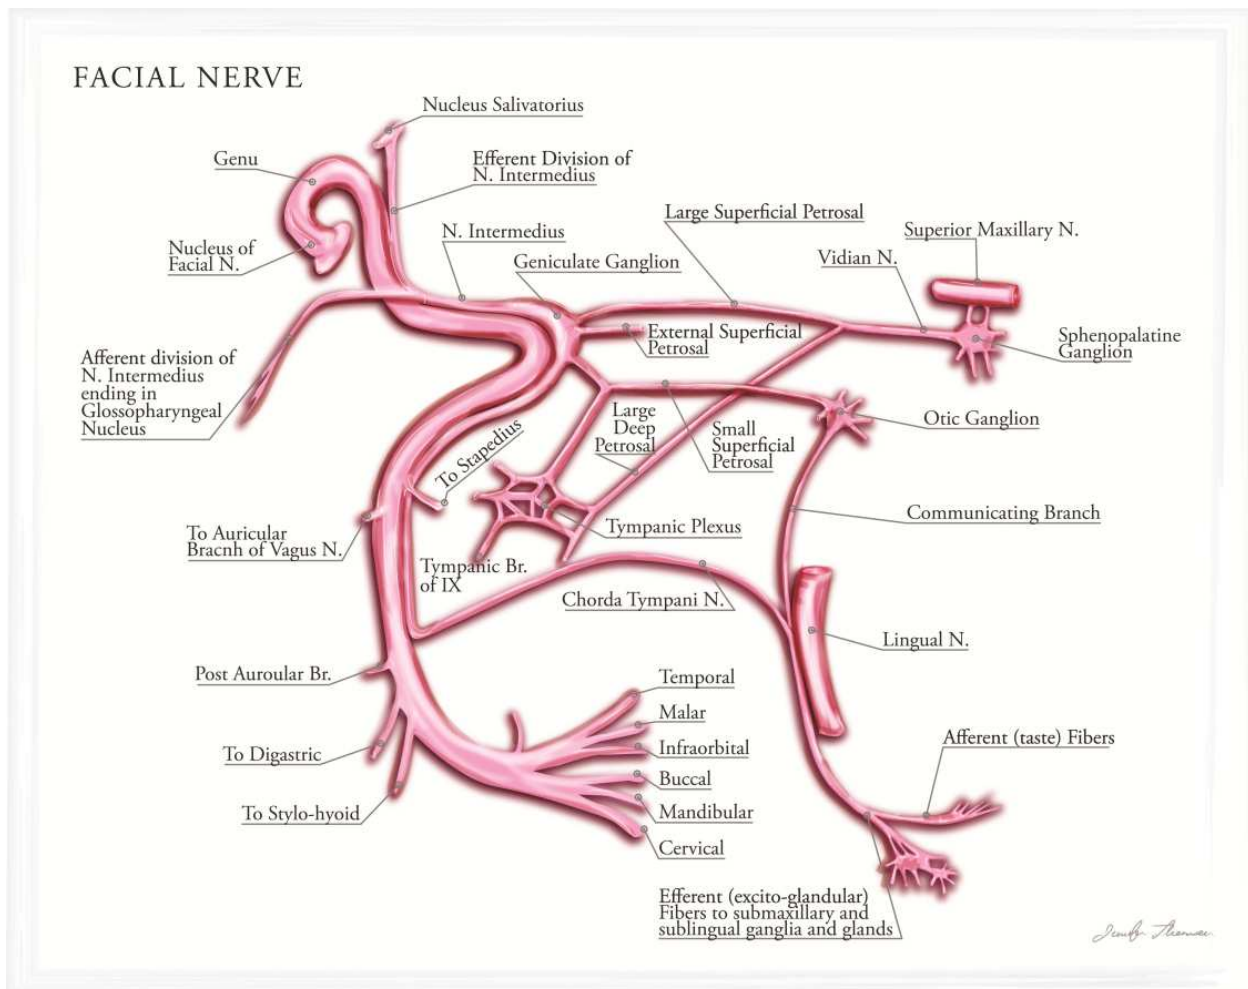 FACIAL NERVE
Nucleus Salivatorius
Genu
Efferent Division of
N. Intermedius
Large Superficial Petrosal
Superior Maxillary N.
N. Intermedius
Nucleus of
Facial N.
Vidian N.
Geniculate Ganglion
External Superficial
Petrosal
Sphenopalatine
Ganglion
Afferent division of
N. Intermedius
ending in
Glossopharyngeal
Nucleus
Large
Deep
Petrosal
Small
Superficial
Petrosal
Otic Ganglion
To Stapedius
Communicating Branch
Tympanic Plexus
To Auricular
Bracnh of Vagus N.
Tympanic Br.
of IX
Chorda Tympani N.
Lingual N.
Post Auroular Br.
Temporal
Malar
Infraorbital
Buccal
Mandibular
Cervical
To Digastric
To Stylo-hyoid
Afferent (taste) Fibers
Efferent (excito-glandular)
Fibers to submaxillary and
sublingual ganglia and glands